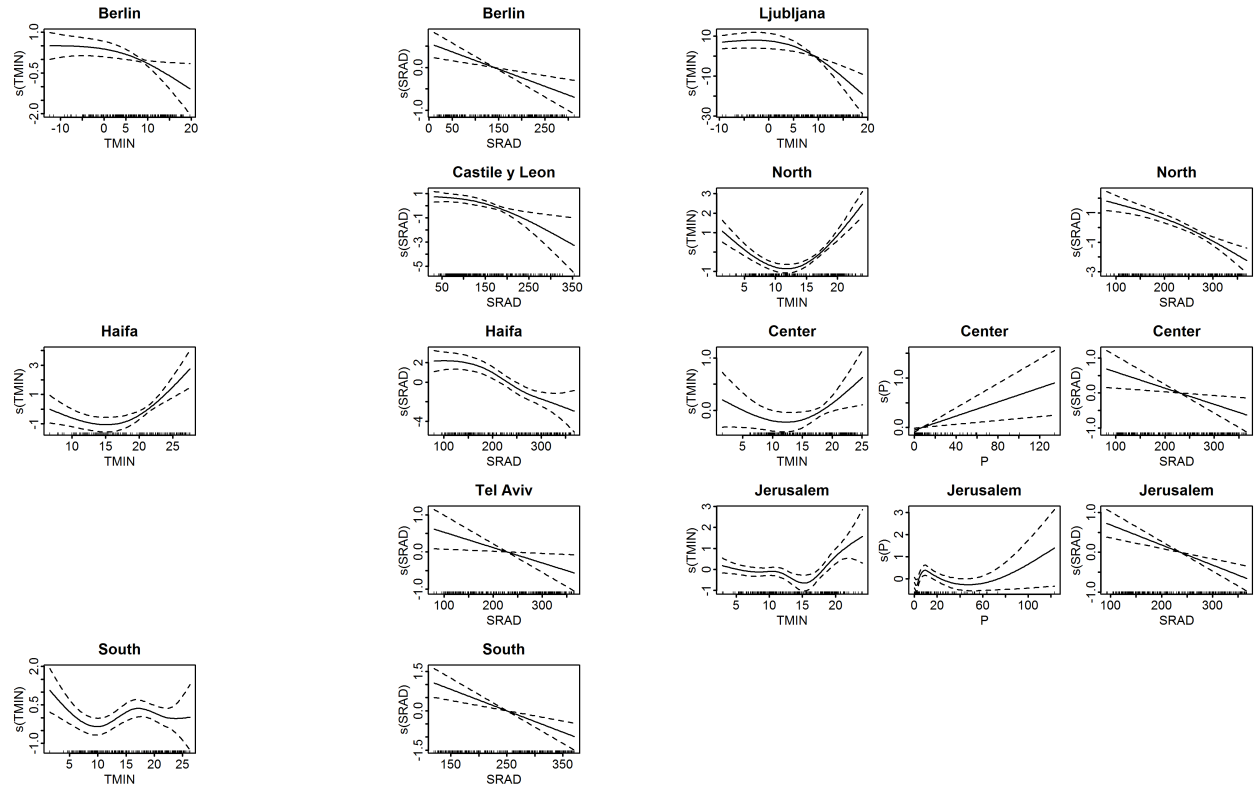 Berlin
s(TMIN)
1.0
-0.5
-2.0
-10 0 5 10 20
TMIN
Berlin
s(SRAD)
0.0
-1.0
0 50 150 250
SRAD
Ljubljana
s(TMIN)
10
-10
-30
-10 -5 0 5 10 15 20
TMIN
Castile y Leon
s(SRAD)
1
-1
-3
-5
50 150 250 350
SRAD
North
s(TMIN)
3
2
1
-1
5 10 15 20
TMIN
North
s(SRAD)
1
-1
-3
100 200 300
SRAD
Haifa
s(TMIN)
3
1
-1
10 15 20 25
TMIN
Haifa
s(SRAD)
2
0
-4
100 200 300
SRAD
Center
s(TMIN)
1.0
0.0
5 10 15 20 25
TMIN
Center
s(P)
1.0
0.0
0 40 80 120
P
Center
s(SRAD)
1.0
0.0
-1.0
100 200 300
SRAD
Tel Aviv
s(SRAD)
1.0
0.0
-1.0
100 200 300
SRAD
Jerusalem
s(TMIN)
3
2
1
0
-1
5 10 15 20
TMIN
Jerusalem
s(P)
3
2
1
0
0 20 60 100
P
Jerusalem
s(SRAD)
1.0
0.0
-1.0
100 200 300
SRAD
South
s(TMIN)
2.0
0.5
-1.0
5 10 15 20 25
TMIN
South
s(SRAD)
1.5
0.0
-1.5
150 250 350
SRAD